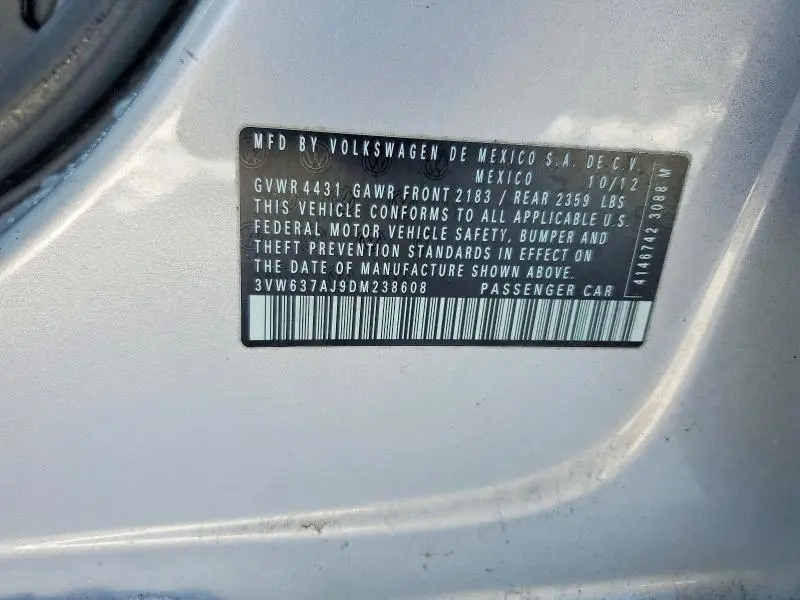 MFD BY VOLKSWAGEN DE MEXICO S.A. DE C.V.
MEXICO 10/12
GVWR 4431 GAWR FRONT 2183 / REAR 2359 LBS
THIS VEHICLE CONFORMS TO ALL APPLICABLE U.S.
FEDERAL MOTOR VEHICLE SAFETY, BUMPER AND
THEFT PREVENTION STANDARDS IN EFFECT ON
THE DATE OF MANUFACTURE SHOWN ABOVE.
3VW637AJ9DM238608 PASSENGER CAR
4146742 3088 M